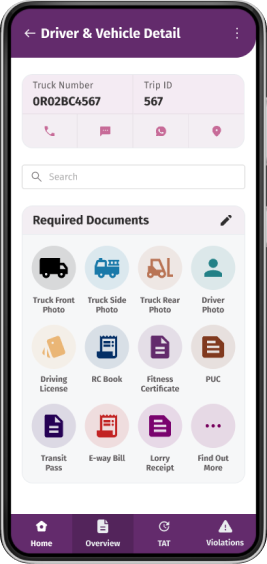 Driver & Vehicle Detail
Truck Number
Trip ID
0R02BC4567
567
Search
Required Documents
Truck Front
Photo
Truck Side
Photo
Truck Rear
Photo
Driver
Photo
Driving
License
RC Book
Fitness
Certificate
PUC
Transit
Pass
E-way Bill
Lorry
Receipt
Find Out
More
Home
Overview
TAT
Violations